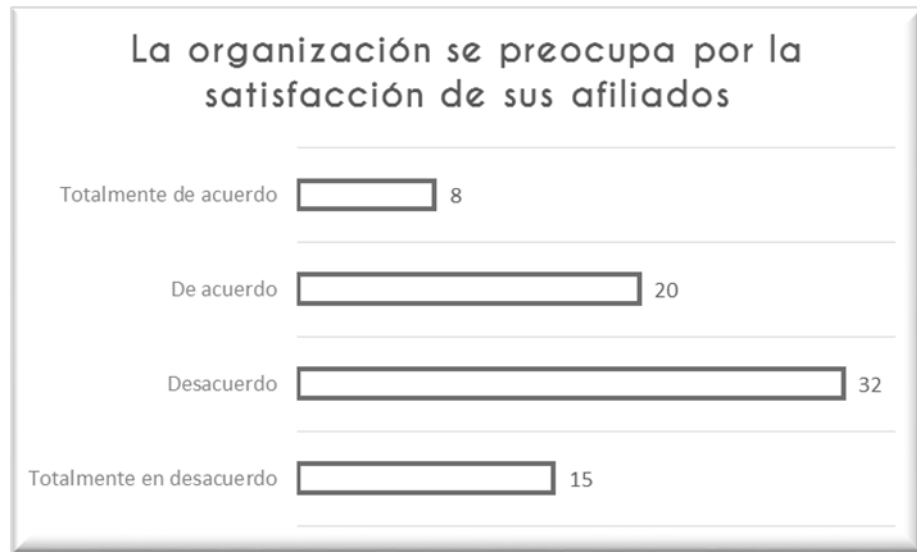 La organización se preocupa por la
satisfacción de sus afiliados
Totalmente de acuerdo 8
De acuerdo 20
Desacuerdo 32
Totalmente en desacuerdo 15